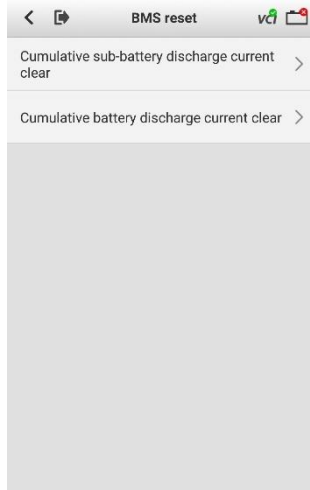 BMS reset vci
Cumulative sub-battery discharge current
clear
Cumulative battery discharge current clear